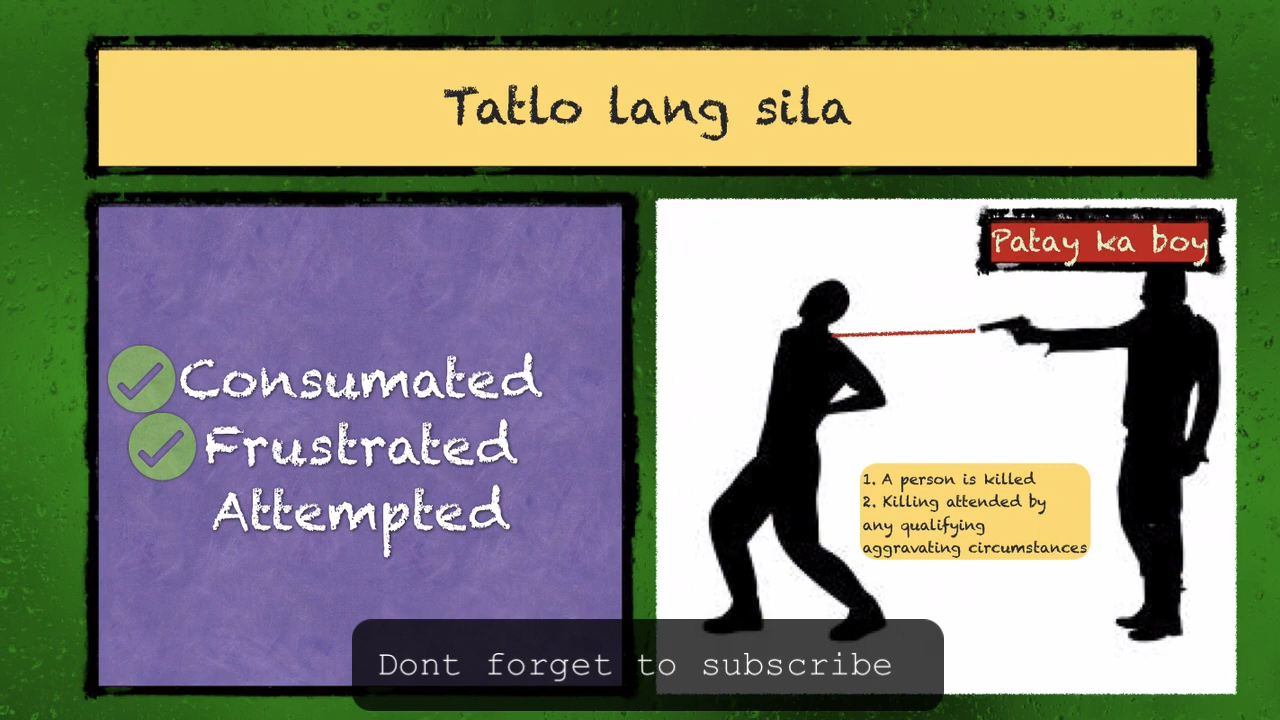 Tatlo lang sila
Consumated
Frustrated
Attempted
Patay ka boy
1. A person is killed
2. Killing attended by
any qualifying
aggravating circumstances
Dont forget to subscribe